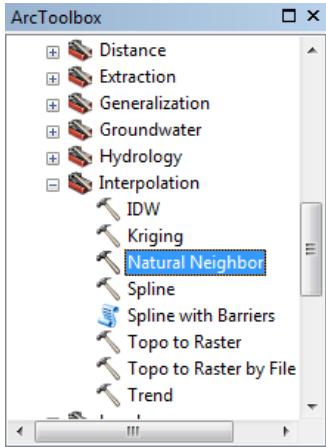 ArcToolbox
Distance
Extraction
Generalization
Groundwater
Hydrology
Interpolation
IDW
Kriging
Natural Neighbor
Spline
Spline with Barriers
Topo to Raster
Topo to Raster by File
Trend